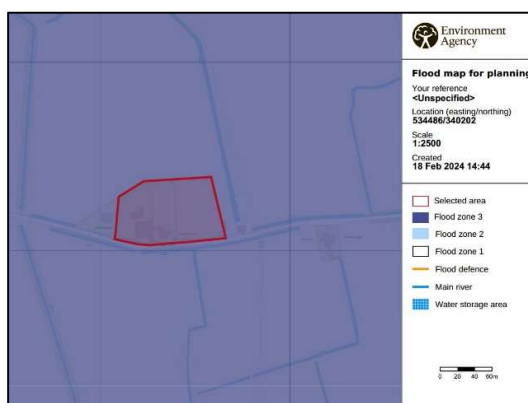 Environment
Agency
Flood map for planning
Your reference
<Unspecified>
Location (easting/northing)
534486/340202
Scale
1:2500
Created
18 Feb 2024 14:44
Selected area
Flood zone 3
Flood zone 2
Flood zone 1
Flood defence
Main river
Water storage area
0 20 40 60m